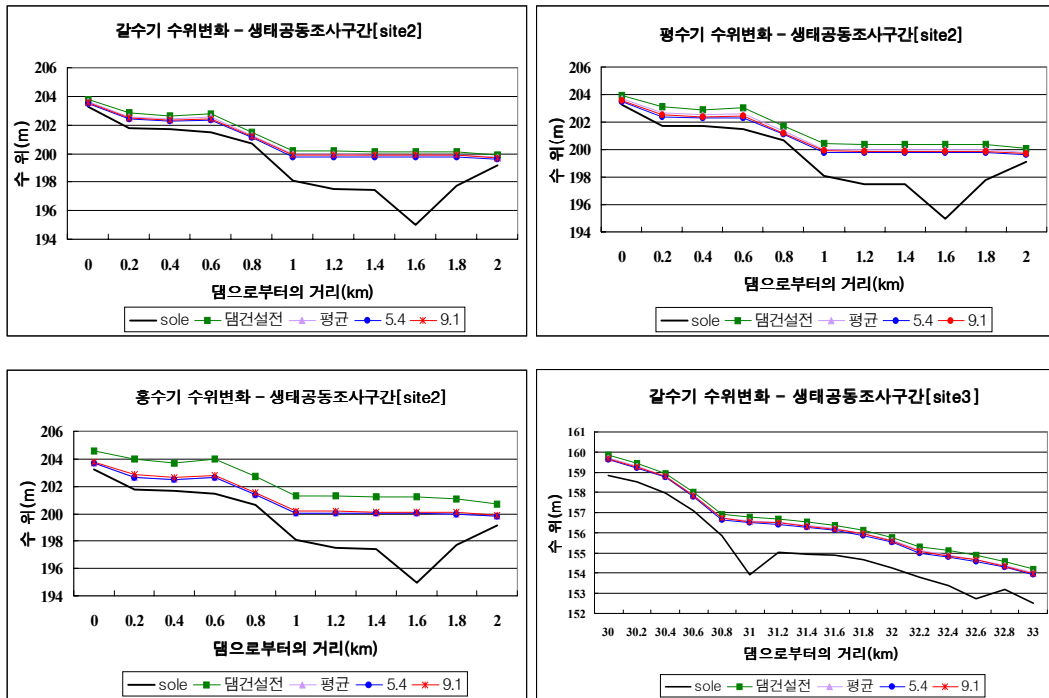 갈수기 수위변화 - 생태공동조사구간[site2]
206
204
202
200
198
196
194
수 위(m)
0 0.2 0.4 0.6 0.8 1 1.2 1.4 1.6 1.8 2
댐으로부터의 거리(km)
sole 댐건설전 평균 5.4 9.1
평수기 수위변화 - 생태공동조사구간[site2]
206
204
202
200
198
196
194
수 위(m)
0 0.2 0.4 0.6 0.8 1 1.2 1.4 1.6 1.8 2
댐으로부터의 거리(km)
sole 댐건설전 평균 5.4 9.1
홍수기 수위변화 - 생태공동조사구간[site2]
206
204
202
200
198
196
194
수 위(m)
0 0.2 0.4 0.6 0.8 1 1.2 1.4 1.6 1.8 2
댐으로부터의 거리(km)
sole 댐건설전 평균 5.4 9.1
갈수기 수위변화 - 생태공동조사구간[site3]
161
160
159
158
157
156
155
154
153
152
수 위(m)
30 30.2 30.4 30.6 30.8 31 31.2 31.4 31.6 31.8 32 32.2 32.4 32.6 32.8 33
댐으로부터의 거리(km)
sole 댐건설전 평균 5.4 9.1